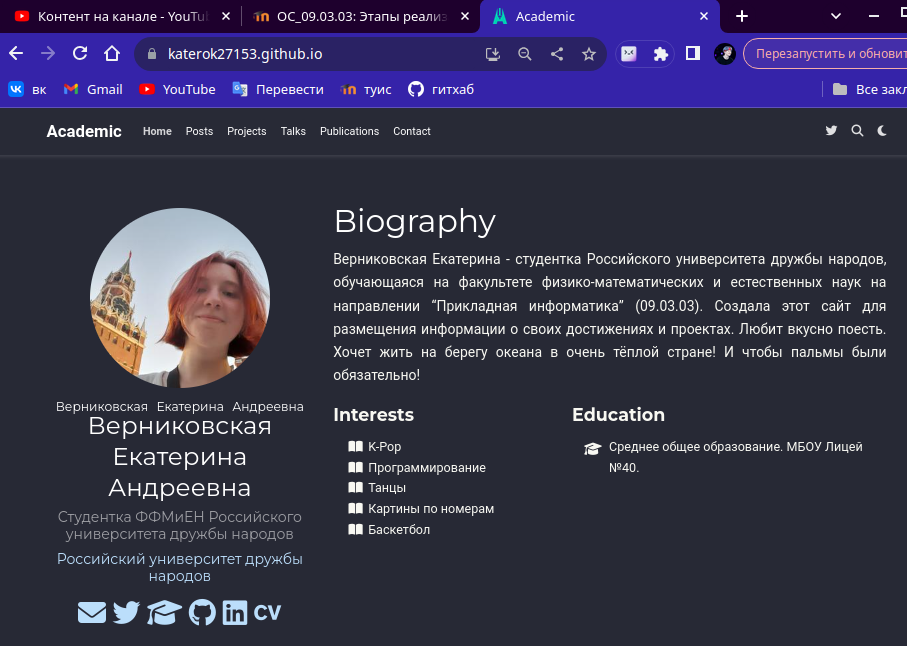 Контент на канале - YouTu
ОС_09.03.03: Этапы реализ
Academic
katerok27153.github.io
Перезапустить и обновит
вк
Gmail
YouTube
Перевести
туис
гитхаб
Все закл
Academic
Home
Posts
Projects
Talks
Publications
Contact
Верниковская Екатерина Андреевна
Верниковская
Екатерина
Андреевна
Студентка ФФМиЕН Российского
университета дружбы народов
Российский университет дружбы
народов
CV
Biography
Верниковская Екатерина - студентка Российского университета дружбы народов,
обучающаяся на факультете физико-математических и естественных наук на
направлении “Прикладная информатика” (09.03.03). Создала этот сайт для
размещения информации о своих достижениях и проектах. Любит вкусно поесть.
Хочет жить на берегу океана в очень тёплой стране! И чтобы пальмы были
обязательно!
Interests
K-Pop
Программирование
Танцы
Картины по номерам
Баскетбол
Education
Среднее общее образование. МБОУ Лицей
№40.